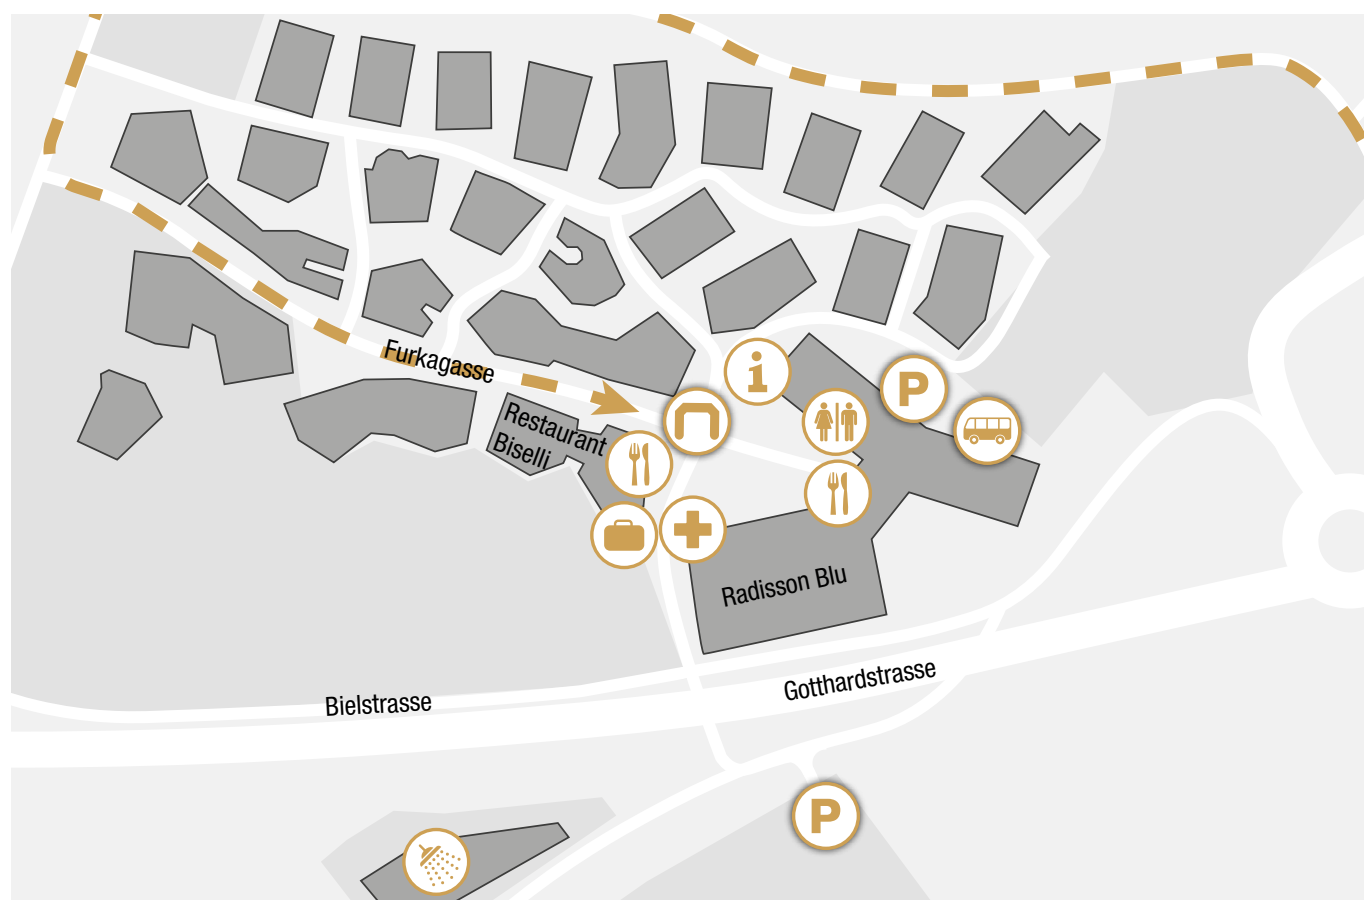 Furkagasse
P
Restaurant
Biselli
Radisson Blu
Gotthardstrasse
Bielstrasse
P